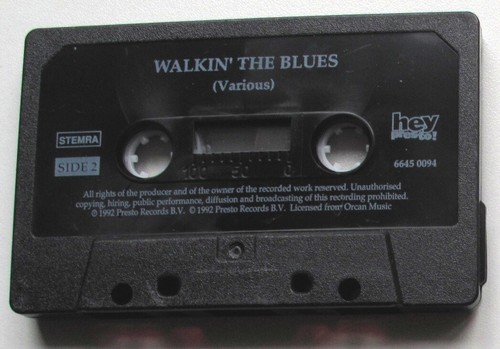 WALKIN' THE BLUES
(Various)
STEMRA
hey
presto!
SIDE 2
100 50 0
6645 0094
All rights of the producer and of the owner of the recorded work reserved. Unauthorised
copying, hiring, public performance, diffusion and broadcasting of this recording prohibited.
℗ 1992 Presto Records B.V. © 1992 Presto Records B.V. Licensed from Orcan Music